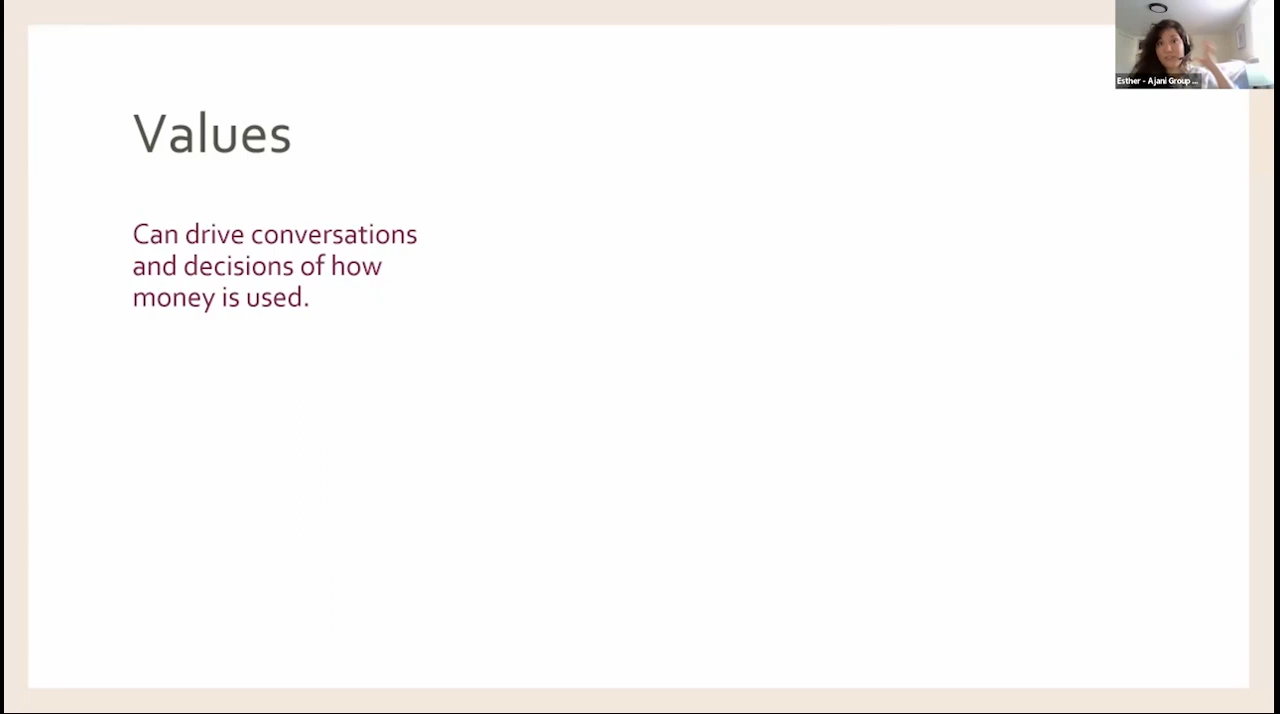 Values
Can drive conversations
and decisions of how
money is used.
Esther - Ajani Group ...